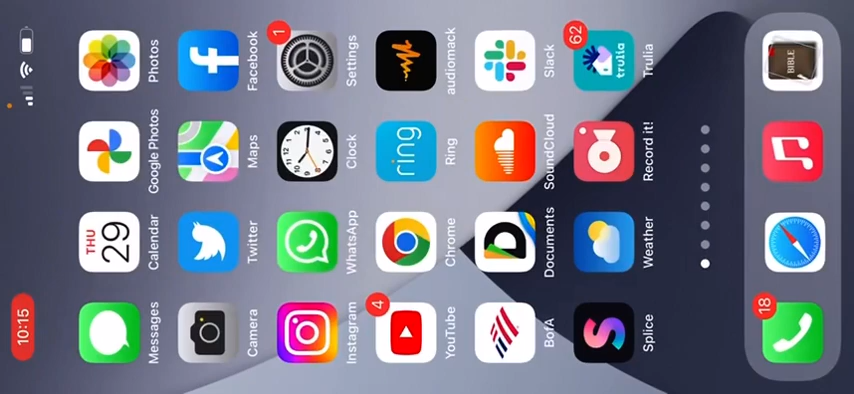 10:15
Messages
THU
29
Calendar
Google Photos
Photos
Camera
Twitter
Maps
Facebook
Instagram
WhatsApp
Clock
1
Settings
4
YouTube
Chrome
ring
Ring
audiomack
BofA
Documents
SoundCloud
Slack
Splice
Weather
Record it!
62
trulia
Trulia
18
BIBLE